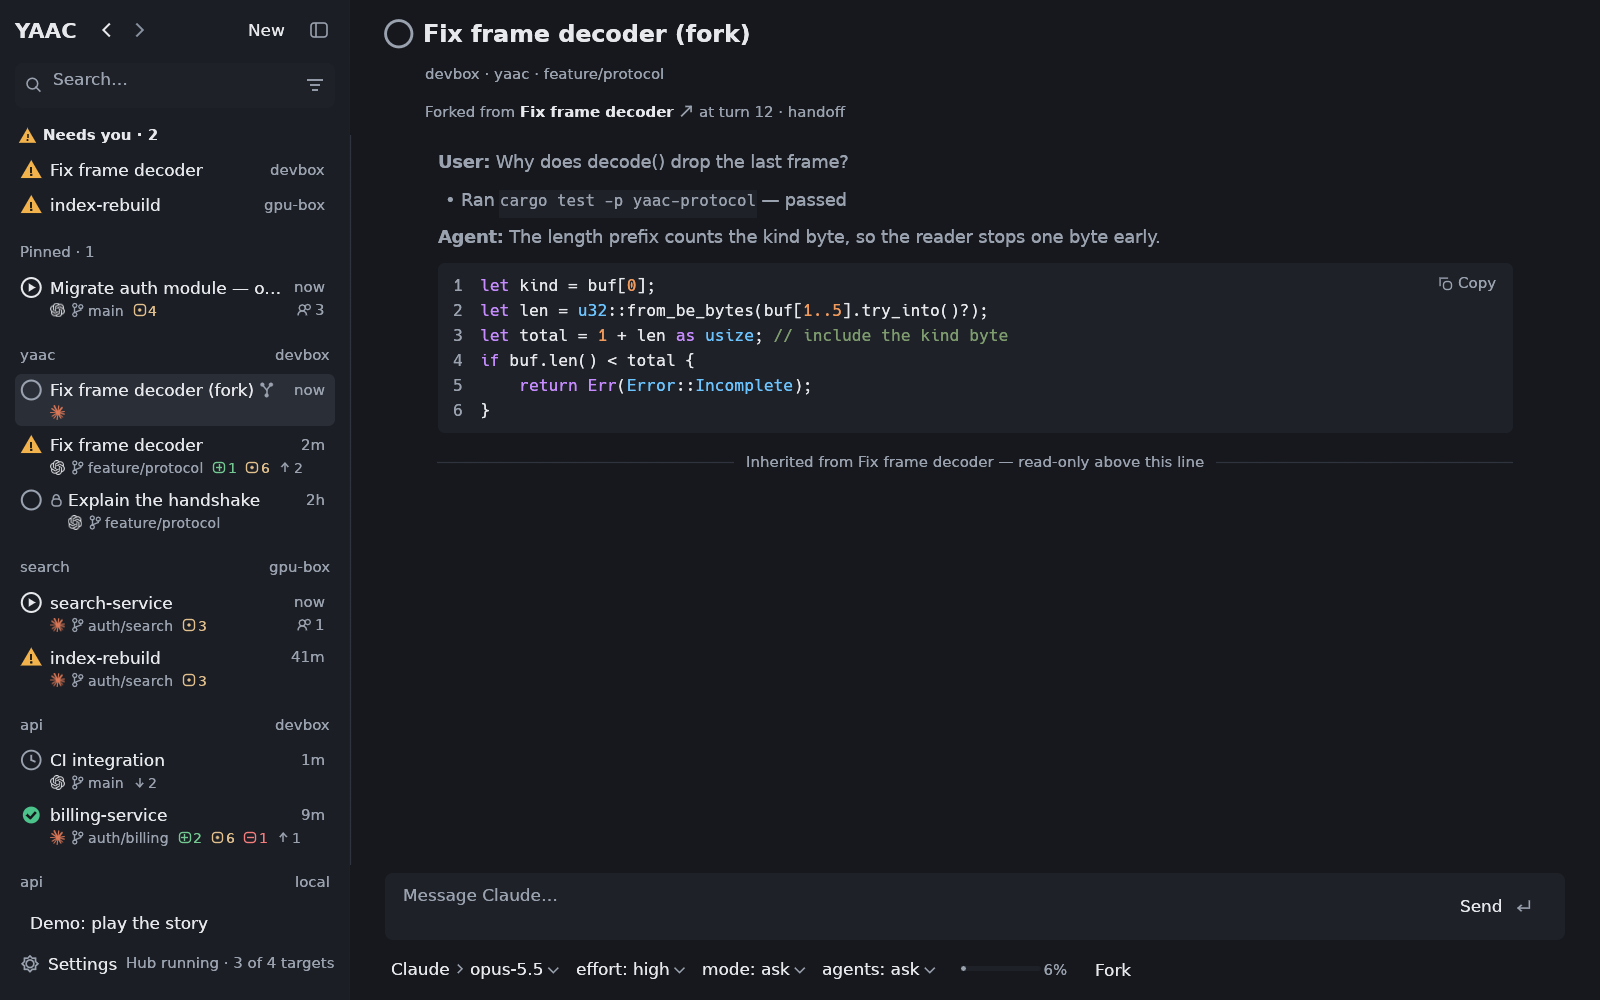 YAAC
New
Search...
Needs you · 2
Fix frame decoder devbox
index-rebuild gpu-box
Pinned · 1
Migrate auth module — o... now
main 4 3
yaac devbox
Fix frame decoder (fork) now
Fix frame decoder 2m
feature/protocol 1 6 ↑2
Explain the handshake 2h
feature/protocol
search gpu-box
search-service now
auth/search 3 1
index-rebuild 41m
auth/search 3
api devbox
CI integration 1m
main ↓2
billing-service 9m
auth/billing 2 6 1 ↑1
api local
Demo: play the story
Settings Hub running · 3 of 4 targets
Fix frame decoder (fork)
devbox · yaac · feature/protocol
Forked from Fix frame decoder ↗ at turn 12 · handoff
User: Why does decode() drop the last frame?
• Ran cargo test -p yaac-protocol — passed
Agent: The length prefix counts the kind byte, so the reader stops one byte early.
Copy
1 let kind = buf[0];
2 let len = u32::from_be_bytes(buf[1..5].try_into()?);
3 let total = 1 + len as usize; // include the kind byte
4 if buf.len() < total {
5     return Err(Error::Incomplete);
6 }
Inherited from Fix frame decoder — read-only above this line
Message Claude...
Send ↵
Claude > opus-5.5 effort: high mode: ask agents: ask 6% Fork